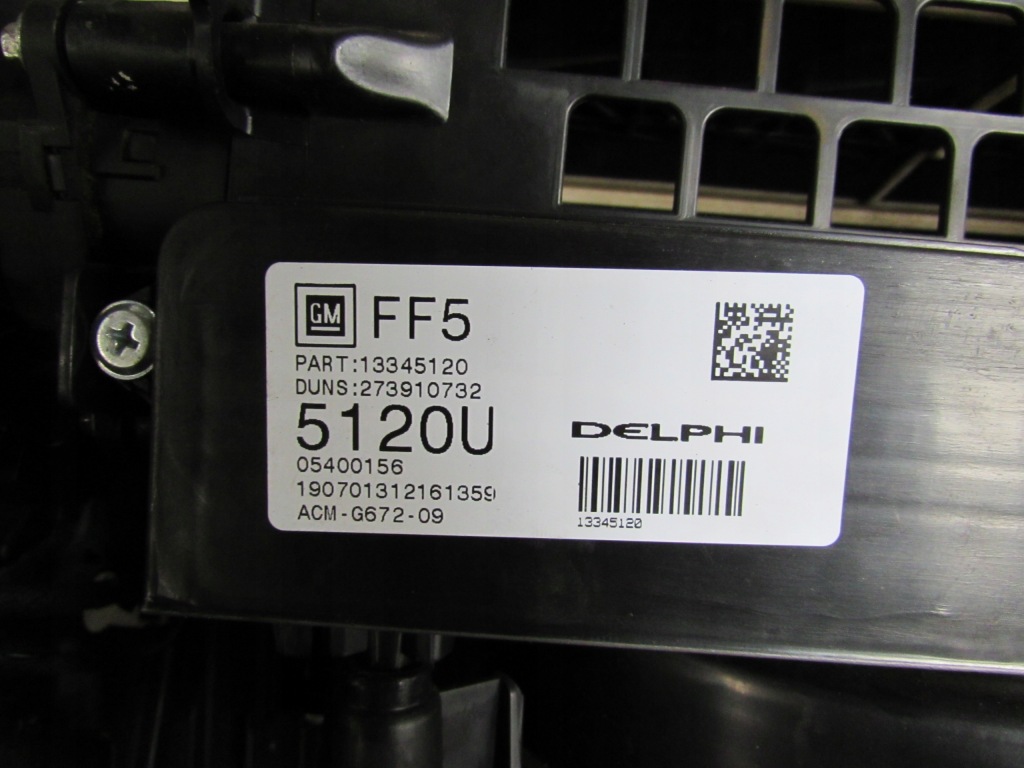 GM FF5
PART:13345120
DUNS:273910732
5120U
DELPHI
05400156
190701312161359
ACM-G672-09
13345120